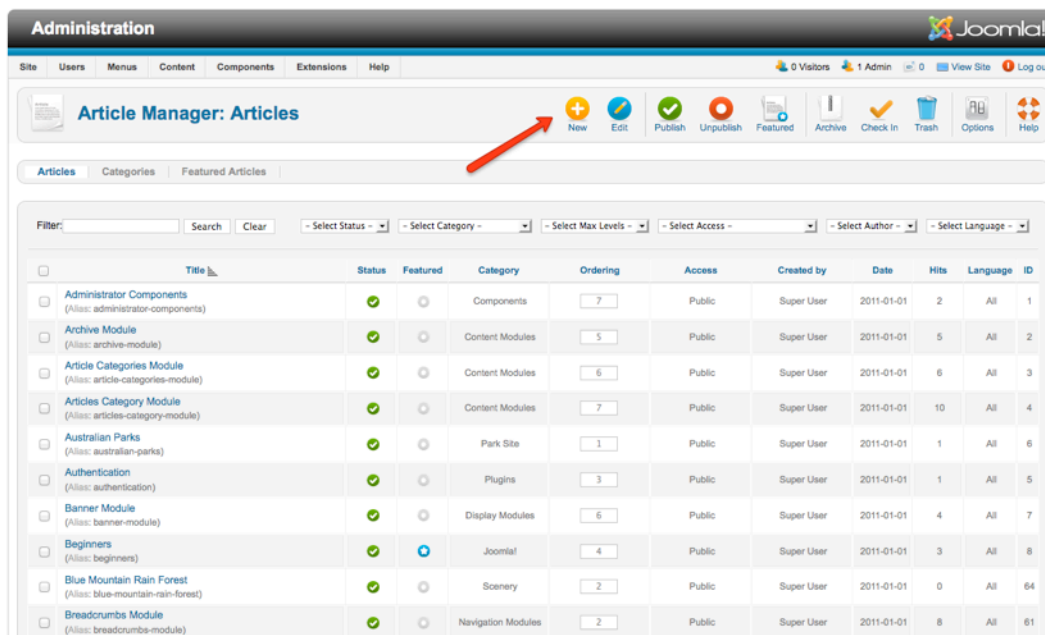 Administration
Joomla!
Site Users Menus Content Components Extensions Help 0 Visitors 1 Admin 0 View Site Log ou
Article Manager: Articles
New Edit Publish Unpublish Featured Archive Check In Trash Options Help
Articles Categories Featured Articles
Filter: Search Clear - Select Status - - Select Category - - Select Max Levels - - Select Access - - Select Author - - Select Language -
Title Status Featured Category Ordering Access Created by Date Hits Language ID
Administrator Components
(Alias: administrator-components)
Components 7 Public Super User 2011-01-01 2 All 1
Archive Module
(Alias: archive-module)
Content Modules 5 Public Super User 2011-01-01 5 All 2
Article Categories Module
(Alias: article-categories-module)
Content Modules 6 Public Super User 2011-01-01 6 All 3
Articles Category Module
(Alias: articles-category-module)
Content Modules 7 Public Super User 2011-01-01 10 All 4
Australian Parks
(Alias: australian-parks)
Park Site 1 Public Super User 2011-01-01 1 All 6
Authentication
(Alias: authentication)
Plugins 3 Public Super User 2011-01-01 1 All 5
Banner Module
(Alias: banner-module)
Display Modules 6 Public Super User 2011-01-01 4 All 7
Beginners
(Alias: beginners)
Joomla! 4 Public Super User 2011-01-01 3 All 8
Blue Mountain Rain Forest
(Alias: blue-mountain-rain-forest)
Scenery 2 Public Super User 2011-01-01 0 All 64
Breadcrumbs Module
(Alias: breadcrumbs-module)
Navigation Modules 2 Public Super User 2011-01-01 8 All 61